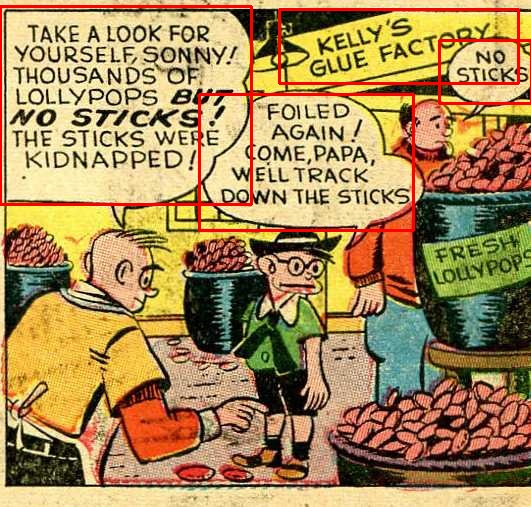 TAKE A LOOK FOR
YOURSELF, SONNY!
THOUSANDS OF
LOLLYPOPS BUT
NO STICKS!
THE STICKS WERE
KIDNAPPED!
KELLY'S
GLUE FACTORY
NO
STICKS
FOILED
AGAIN!
COME, PAPA,
WE'LL TRACK
DOWN THE STICKS
FRESH
LOLLYPOPS